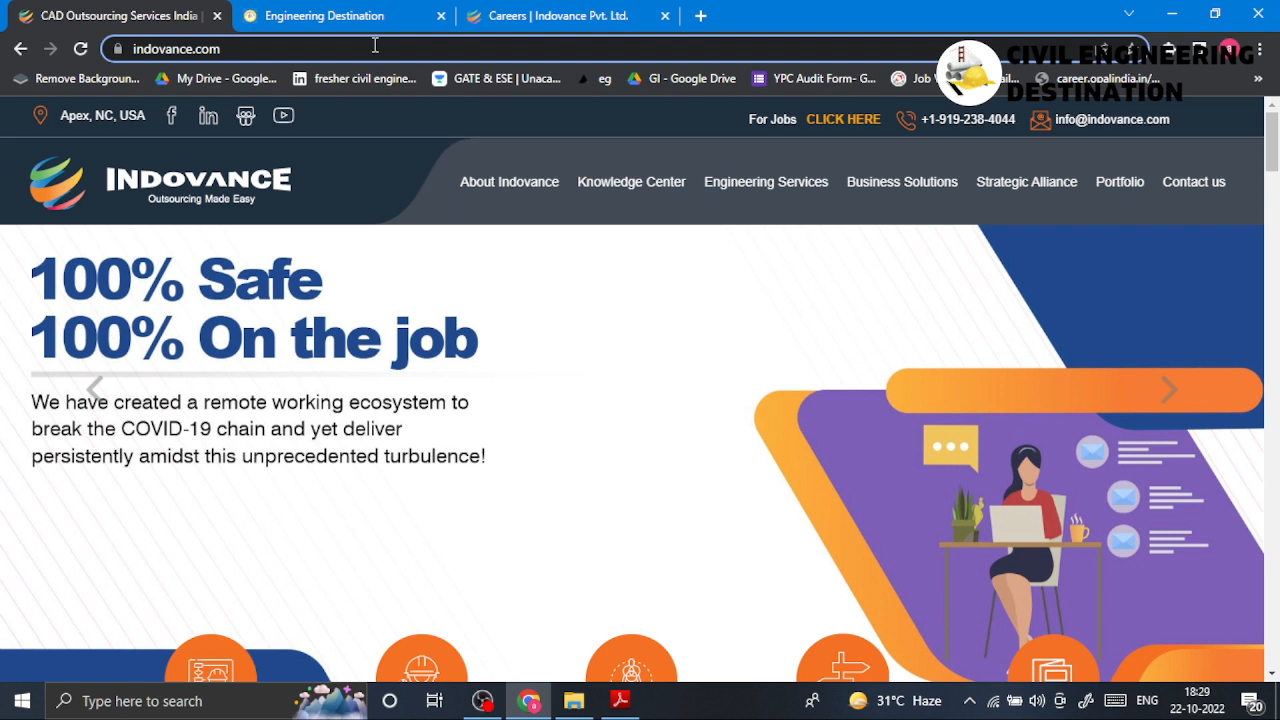 CAD Outsourcing Services India |
Engineering Destination
Careers | Indovance Pvt. Ltd.
indovance.com
CIVIL ENGINEERING
DESTINATION
Remove Backgroun...
My Drive - Google...
fresher civil engine...
GATE & ESE | Unaca...
eg
GI - Google Drive
YPC Audit Form- G...
career.opalindia.in/...
Apex, NC, USA
For Jobs CLICK HERE
+1-919-238-4044
info@indovance.com
INDOVANCE
Outsourcing Made Easy
About Indovance
Knowledge Center
Engineering Services
Business Solutions
Strategic Alliance
Portfolio
Contact us
100% Safe
100% On the job
We have created a remote working ecosystem to
break the COVID-19 chain and yet deliver
persistently amidst this unprecedented turbulence!
Type here to search
31°C Haze
ENG
18:29
22-10-2022
20